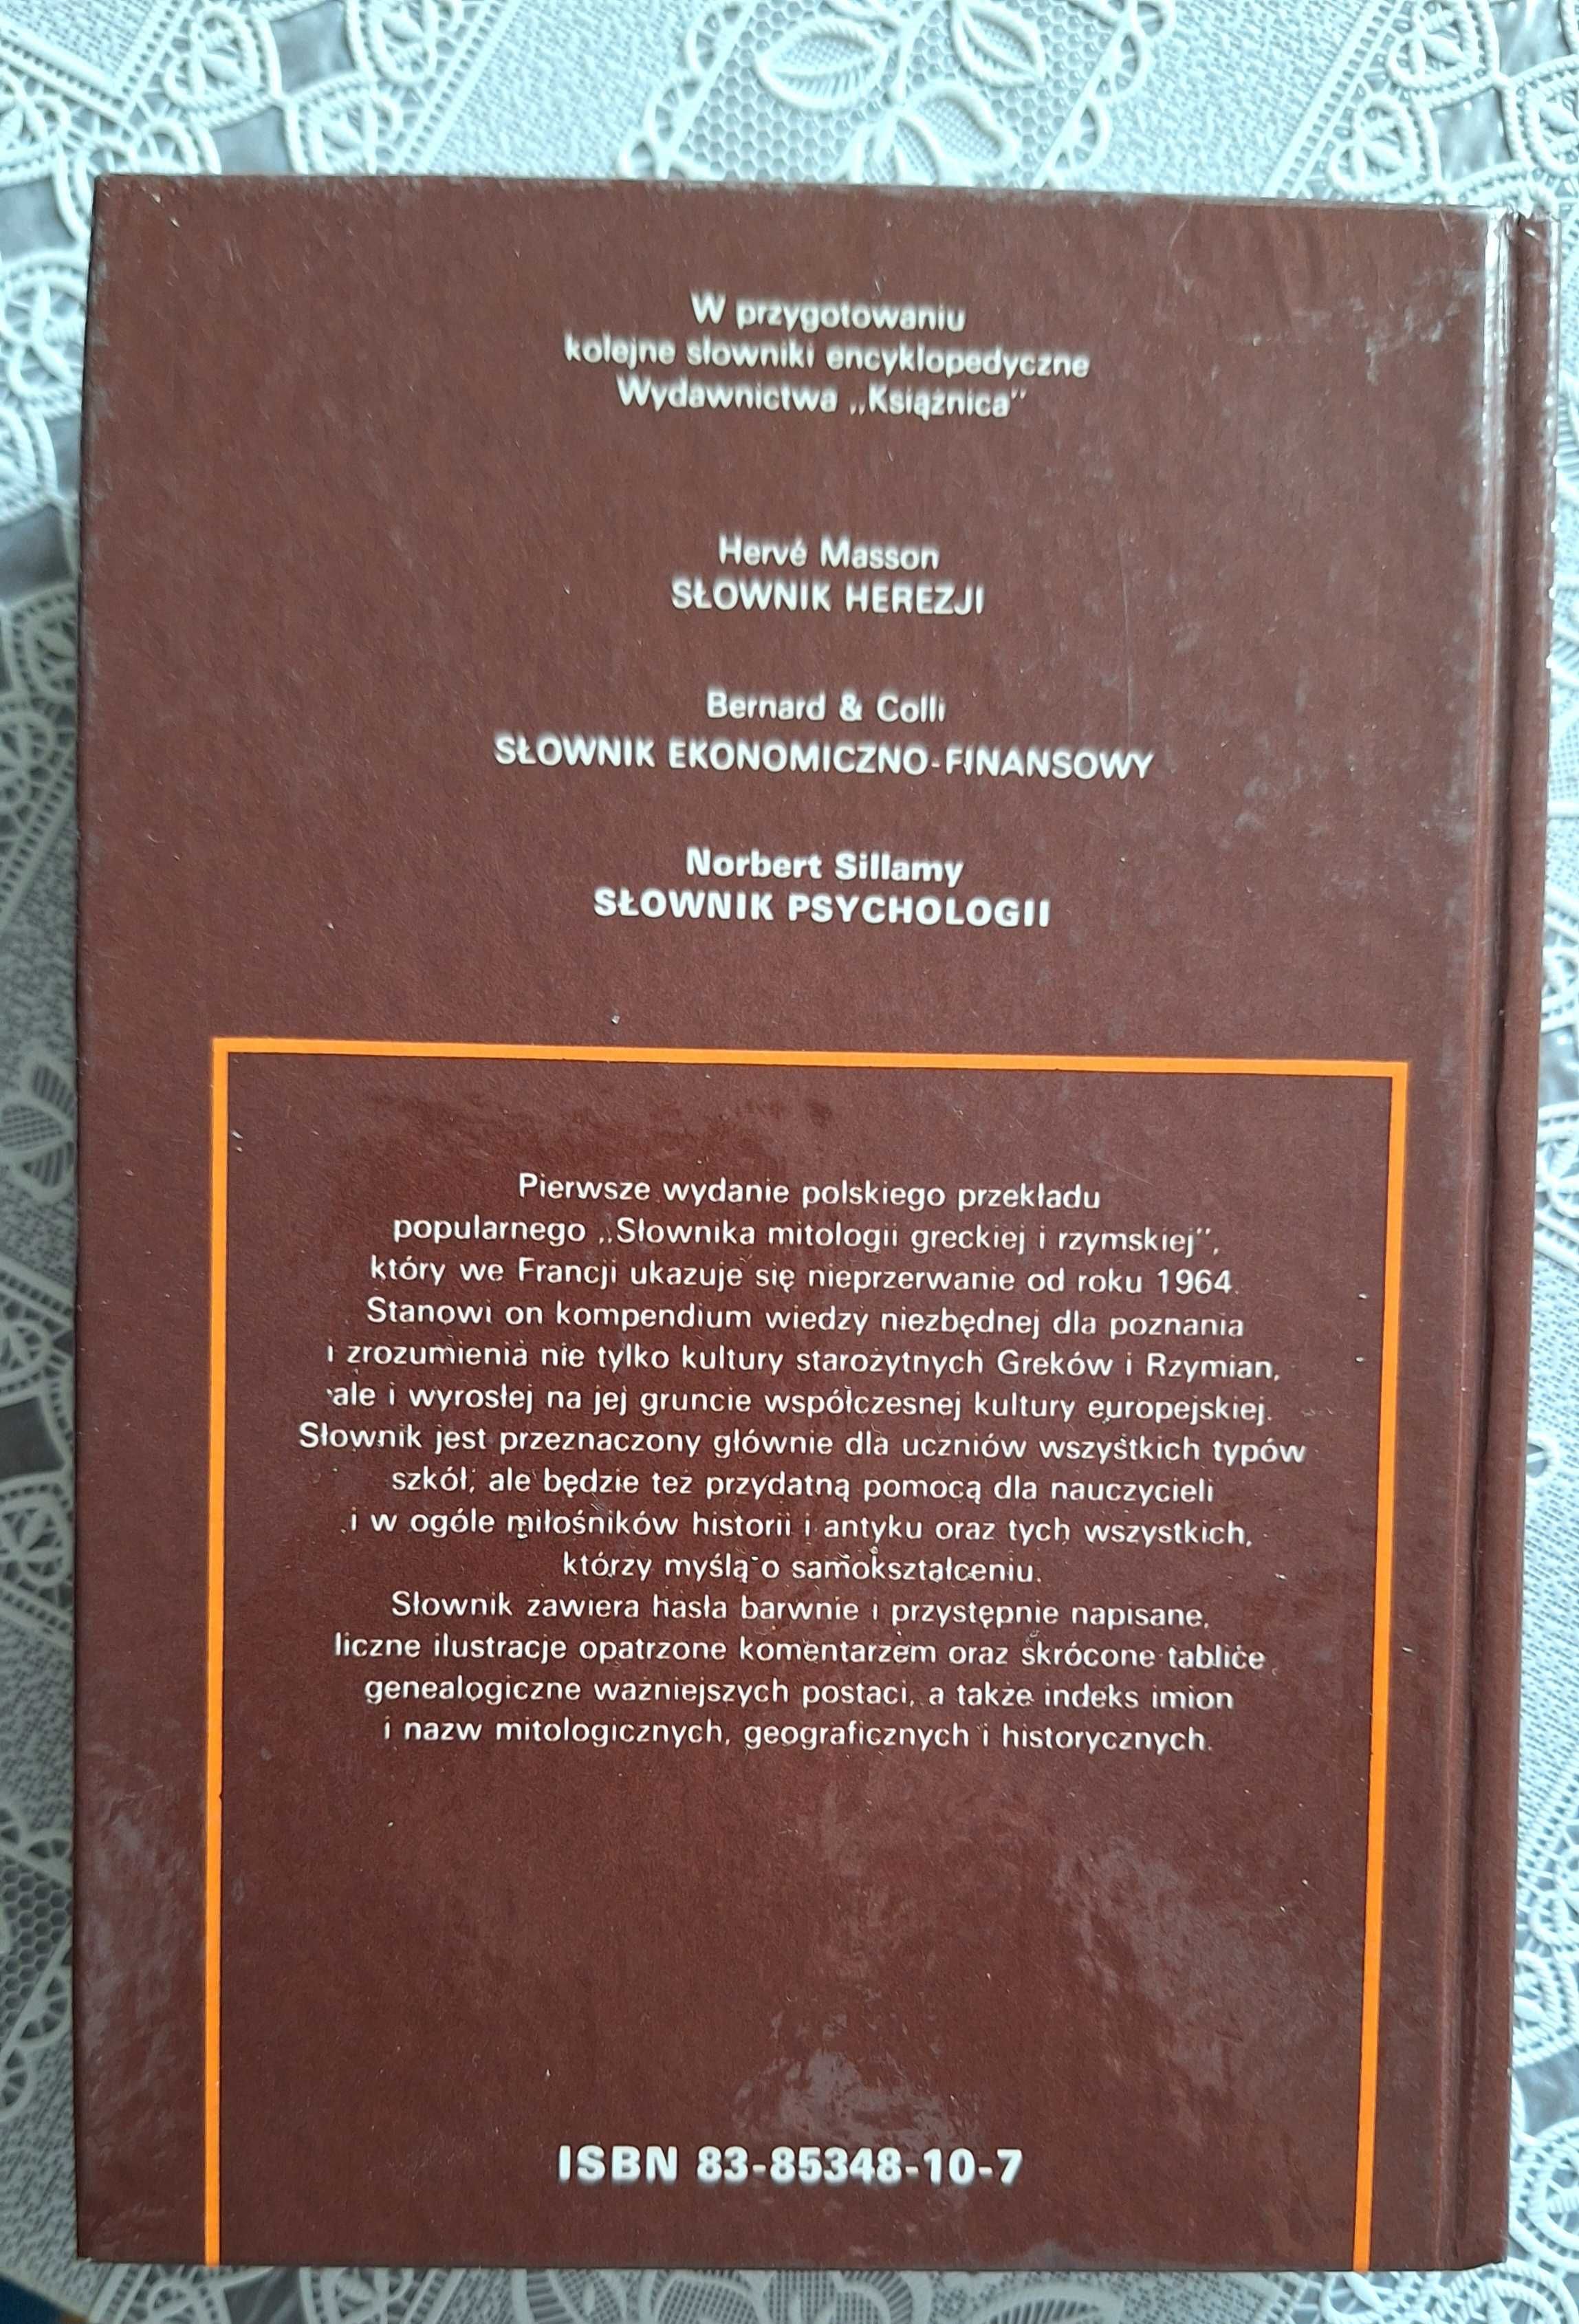 W przygotowaniu
kolejne słowniki encyklopedyczne
Wydawnictwa „Książnica”
Hervé Masson
SŁOWNIK HEREZJI
Bernard & Colli
SŁOWNIK EKONOMICZNO-FINANSOWY
Norbert Sillamy
SŁOWNIK PSYCHOLOGII
Pierwsze wydanie polskiego przekładu
popularnego „Słownika mitologii greckiej i rzymskiej”,
który we Francji ukazuje się nieprzerwanie od roku 1964.
Stanowi on kompendium wiedzy niezbędnej dla poznania
i zrozumienia nie tylko kultury starożytnych Greków i Rzymian,
ale i wyrosłej na jej gruncie współczesnej kultury europejskiej.
Słownik jest przeznaczony głównie dla uczniów wszystkich typów
szkół, ale będzie też przydatną pomocą dla nauczycieli
i w ogóle miłośników historii i antyku oraz tych wszystkich,
którzy myślą o samokształceniu.
Słownik zawiera hasła barwnie i przystępnie napisane,
liczne ilustracje opatrzone komentarzem oraz skrócone tablice
genealogiczne ważniejszych postaci, a także indeks imion
i nazw mitologicznych, geograficznych i historycznych.
ISBN 83-85348-10-7